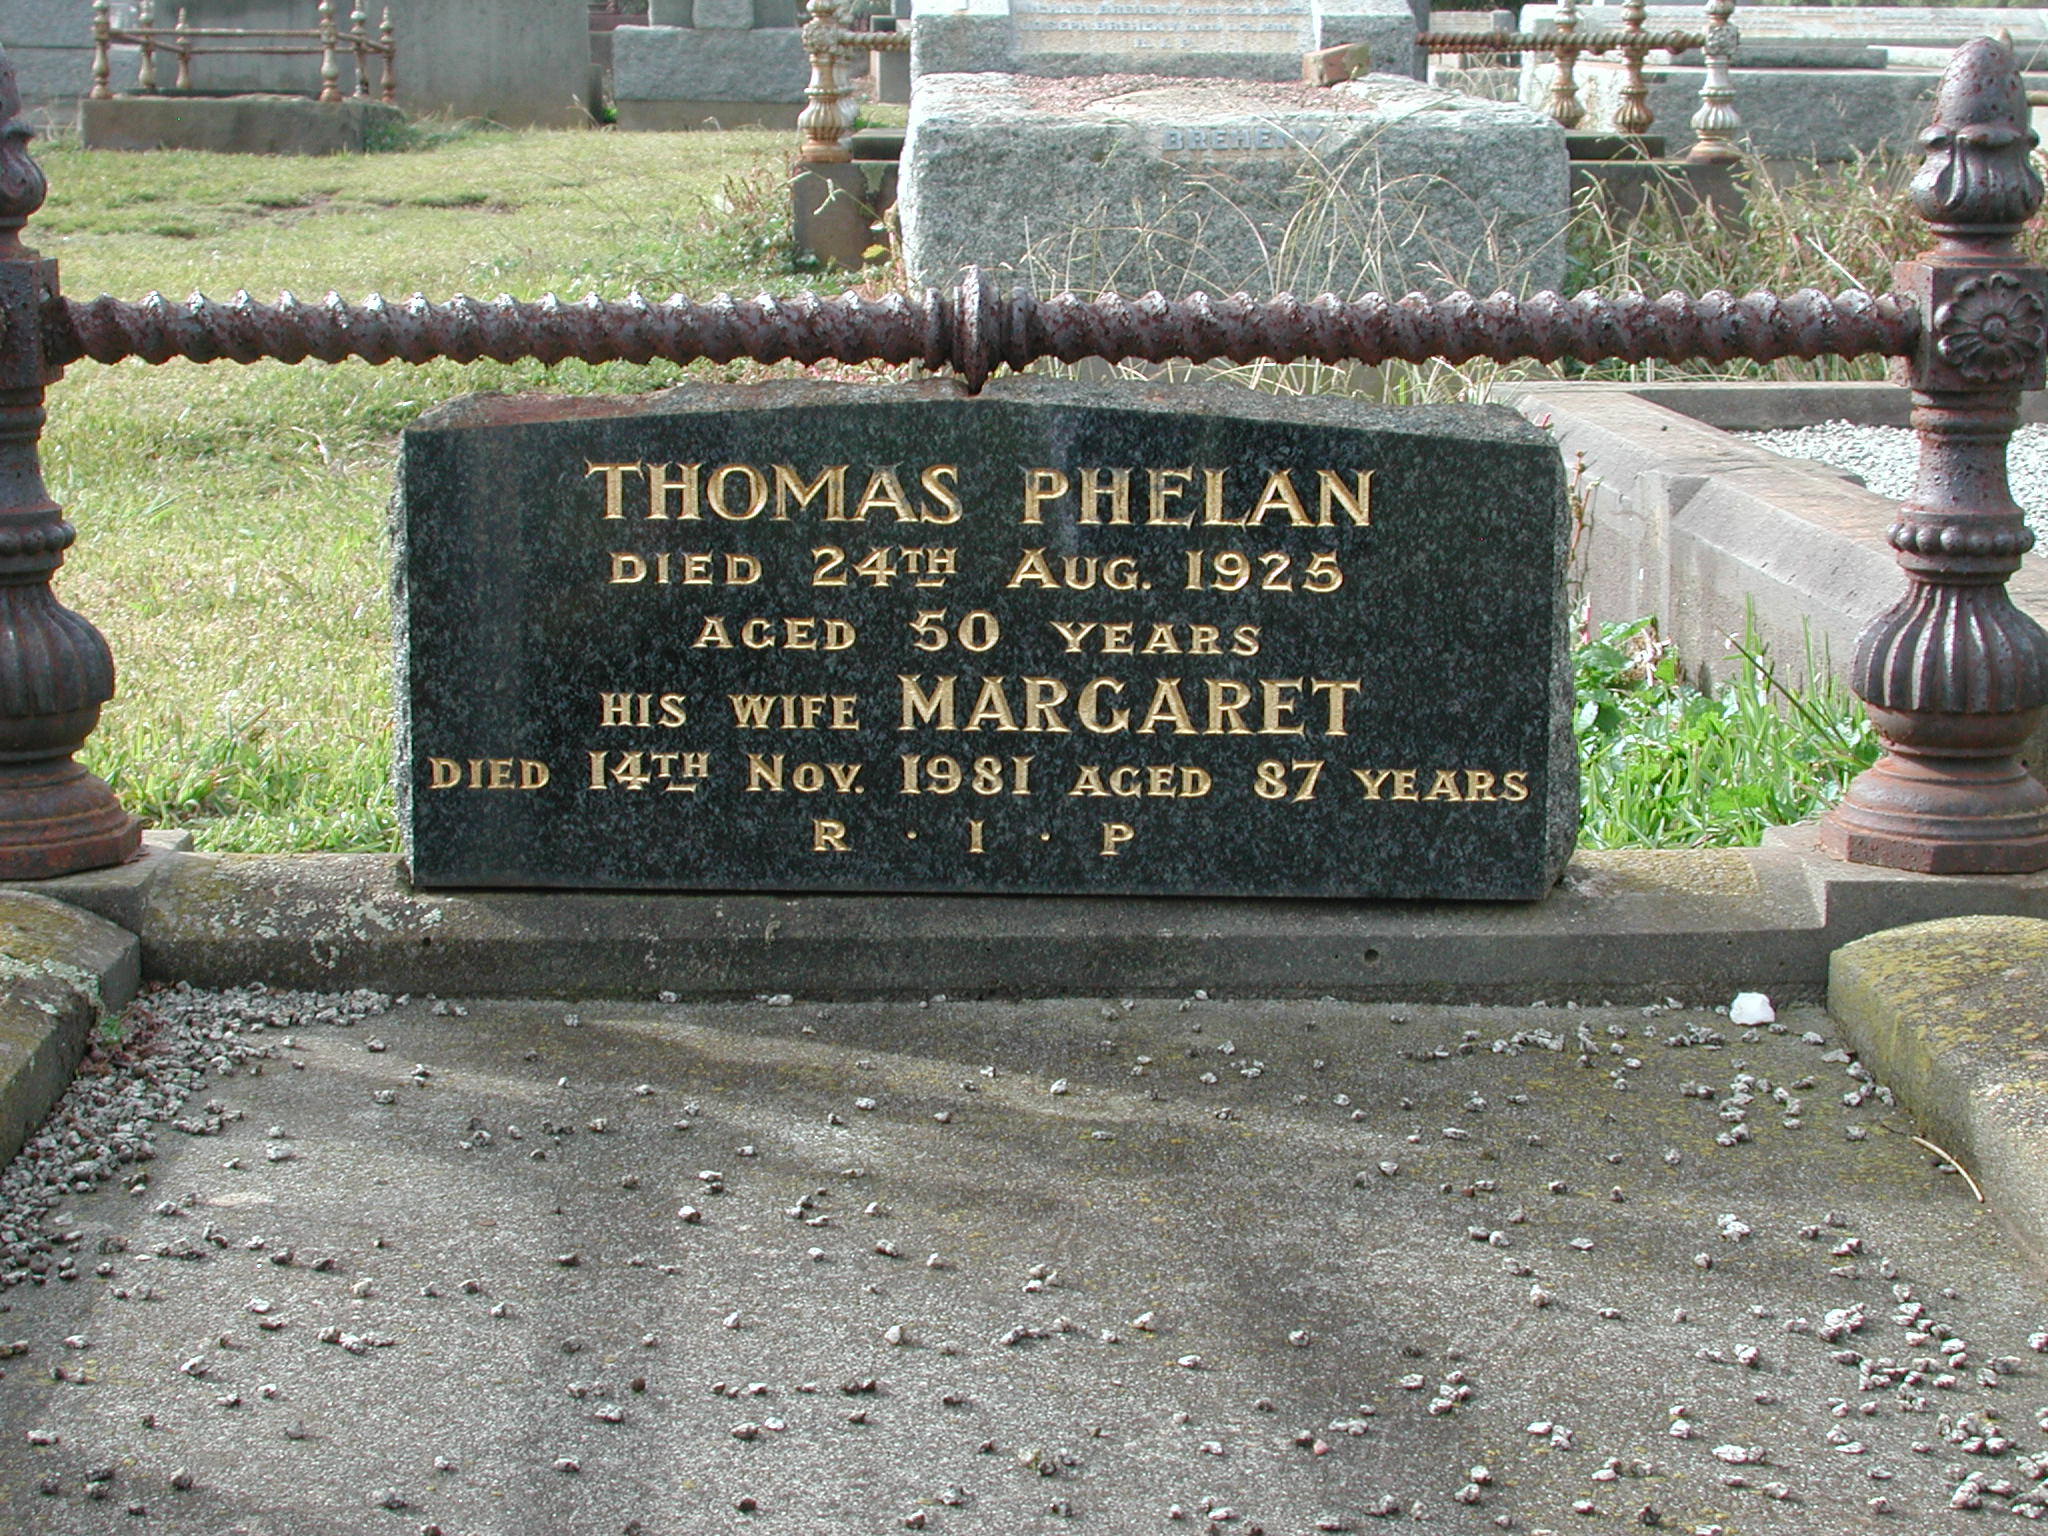 BREHENY
THOMAS PHELAN
DIED 24TH AUG. 1925
AGED 50 YEARS
HIS WIFE MARGARET
DIED 14TH NOV. 1981 AGED 87 YEARS
R · I · P